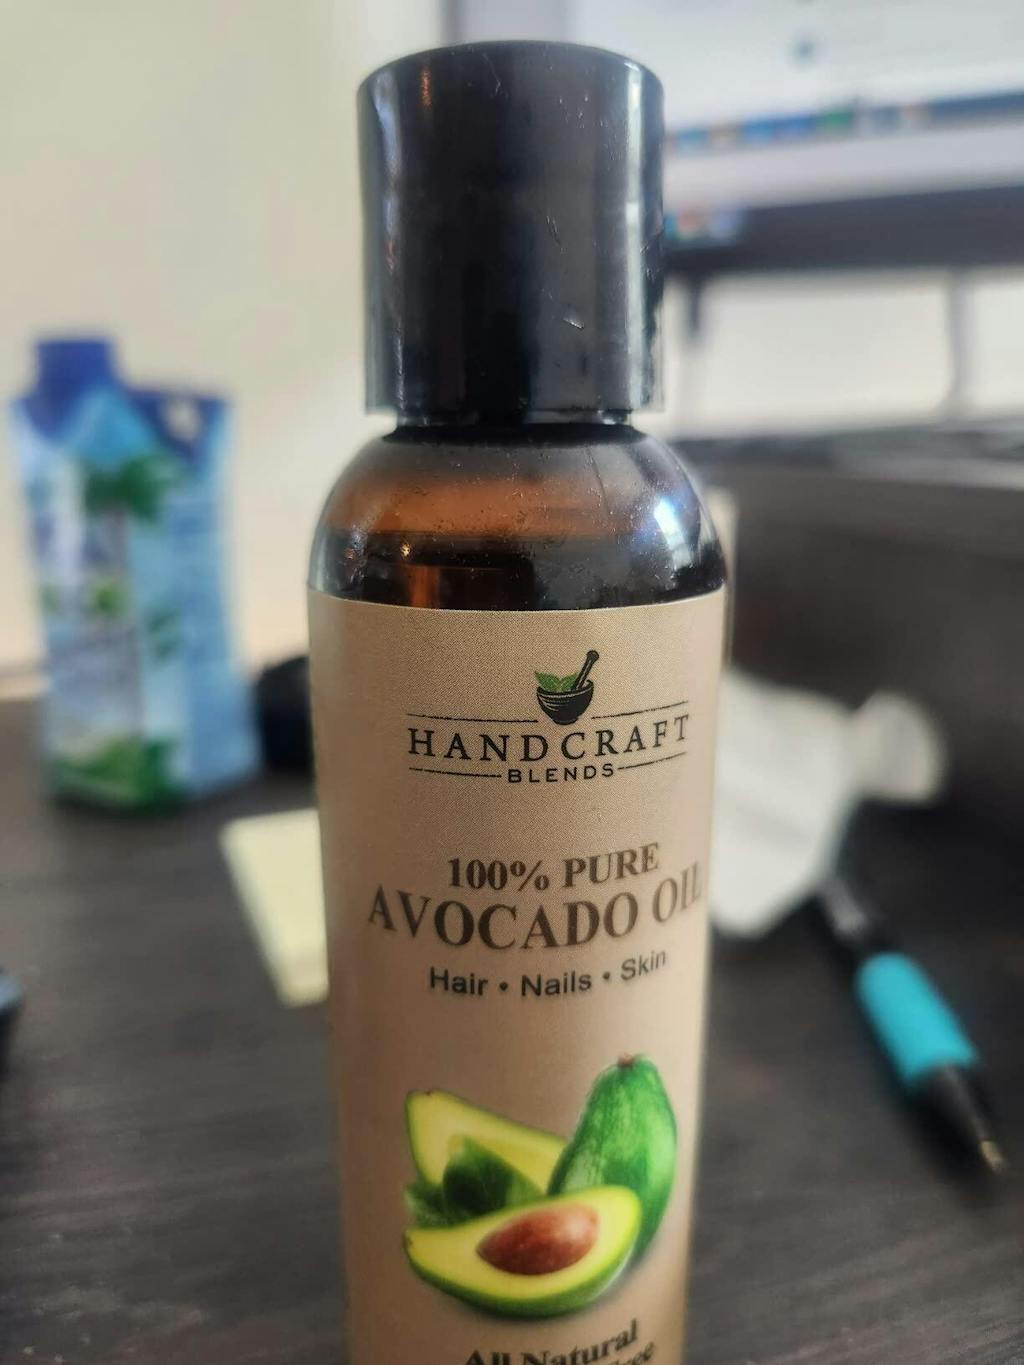 HANDCRAFT
BLENDS
100% PURE
AVOCADO OIL
Hair • Nails • Skin
All Natural